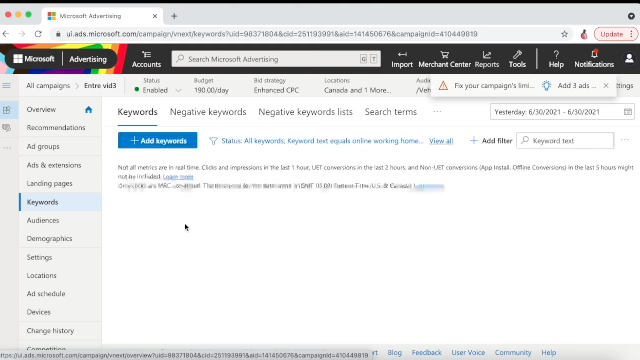 Microsoft Advertising
ui.ads.microsoft.com/campaign/vnext/keywords?uid=98371804&cid=251193991&aid=141450676&campaignId=410449819
Update
Microsoft Advertising
Accounts
Search Microsoft Advertising
G T
Import
Merchant Center
Reports
Tools
Help
Notifications
All campaigns
Entre vid3
Status
Enabled
Budget
190.00/day
Bid strategy
Enhanced CPC
Locations
Canada and 1 More
/Veh
Fix your campaign's limi...
Add 3 ads ...
Overview
Recommendations
Ad groups
Ads & extensions
Landing pages
Keywords
Audiences
Demographics
Settings
Locations
Ad schedule
Devices
Change history
Competition
Keywords
Negative keywords
Negative keywords lists
Search terms
Yesterday: 6/30/2021 - 6/30/2021
+ Add keywords
Status: All keywords; Keyword text equals online working home...
View all
+ Add filter
Keyword text
Not all metrics are in real time. Clicks and impressions in the last 1 hour, UET conversions in the last 2 hours, and Non-UET conversions (App Install, Offline Conversions) in the last 5 hours might
not be included. Learn more
t
Blog
Feedback
User Voice
Community
Help
https://ui.ads.microsoft.com/campaign/vnext/overview?uid=98371804&cid=251193991&aid=141450676&campaignId=410449819